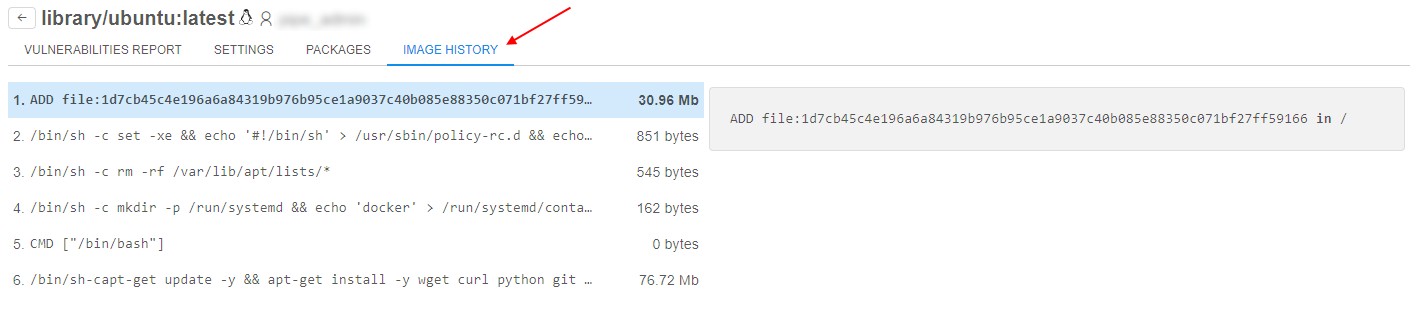 library/ubuntu:latest
VULNERABILITIES REPORT SETTINGS PACKAGES IMAGE HISTORY
1. ADD file:1d7cb45c4e196a6a84319b976b95ce1a9037c40b085e88350c071bf27ff59… 30.96 Mb
2. /bin/sh -c set -xe && echo '#!/bin/sh' > /usr/sbin/policy-rc.d && echo… 851 bytes
3. /bin/sh -c rm -rf /var/lib/apt/lists/* 545 bytes
4. /bin/sh -c mkdir -p /run/systemd && echo 'docker' > /run/systemd/conta… 162 bytes
5. CMD ["/bin/bash"] 0 bytes
6. /bin/sh-capt-get update -y && apt-get install -y wget curl python git … 76.72 Mb
ADD file:1d7cb45c4e196a6a84319b976b95ce1a9037c40b085e88350c071bf27ff59166 in /